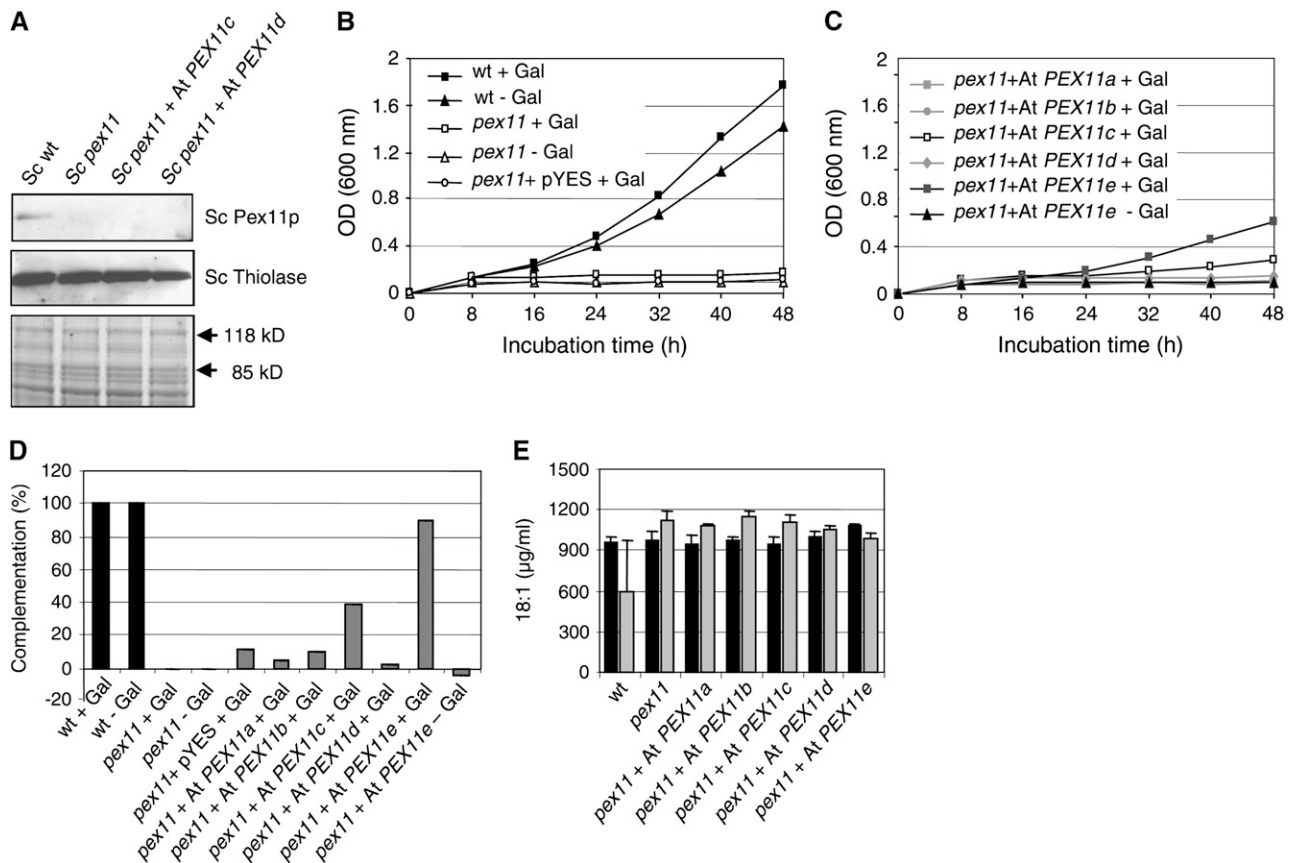 A
Sc wt
Sc pex11
Sc pex11 + At PEX11c
Sc pex11 + At PEX11d
Sc Pex11p
Sc Thiolase
118 kD
85 kD
B
2
1.6
1.2
0.8
0.4
0
OD (600 nm)
wt + Gal
wt - Gal
pex11 + Gal
pex11 - Gal
pex11+ pYES + Gal
0 8 16 24 32 40 48
Incubation time (h)
C
2
1.6
1.2
0.8
0.4
0
OD (600 nm)
pex11+At PEX11a + Gal
pex11+At PEX11b + Gal
pex11+At PEX11c + Gal
pex11+At PEX11d + Gal
pex11+At PEX11e + Gal
pex11+At PEX11e - Gal
0 8 16 24 32 40 48
Incubation time (h)
D
120
100
80
60
40
20
0
-20
Complementation (%)
wt + Gal
wt - Gal
pex11 + Gal
pex11 - Gal
pex11+ pYES + Gal
pex11 + At PEX11a + Gal
pex11 + At PEX11b + Gal
pex11 + At PEX11c + Gal
pex11 + At PEX11d + Gal
pex11 + At PEX11e + Gal
pex11 + At PEX11e – Gal
E
1500
1200
900
600
300
0
18:1 (µg/ml)
wt
pex11
pex11 + At PEX11a
pex11 + At PEX11b
pex11 + At PEX11c
pex11 + At PEX11d
pex11 + At PEX11e